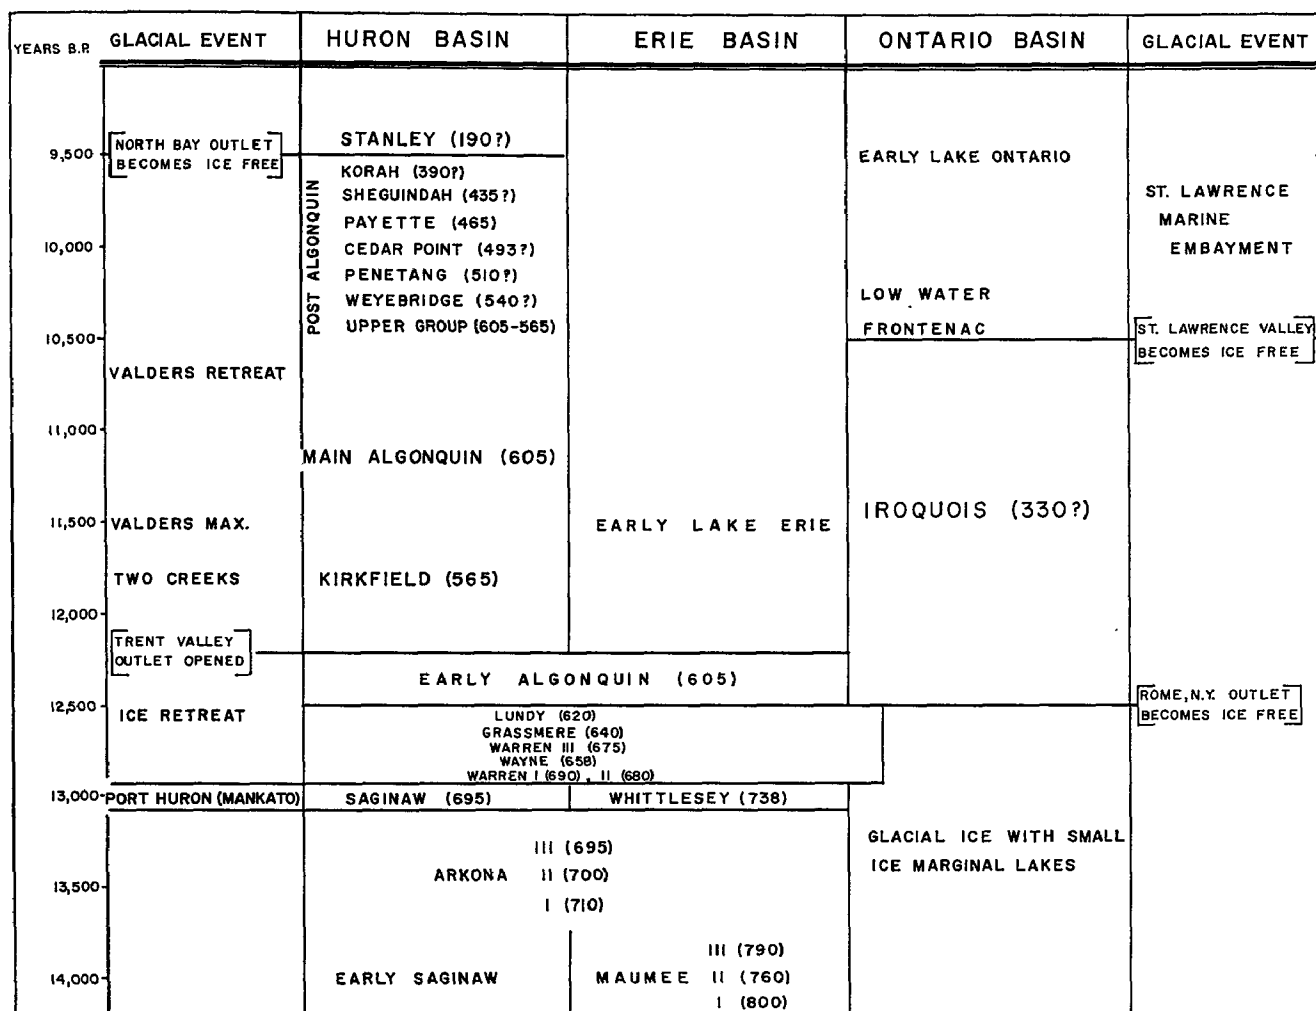 YEARS B.P. GLACIAL EVENT HURON BASIN ERIE BASIN ONTARIO BASIN GLACIAL EVENT
NORTH BAY OUTLET
BECOMES ICE FREE
STANLEY (190?)
9,500
EARLY LAKE ONTARIO
KORAH (390?)
SHEGUINDAH (435?)
PAYETTE (465)
CEDAR POINT (493?)
PENETANG (510?)
WEYEBRIDGE (540?)
UPPER GROUP (605-565)
POST ALGONQUIN
ST. LAWRENCE
MARINE
EMBAYMENT
10,000
LOW WATER
FRONTENAC
ST. LAWRENCE VALLEY
BECOMES ICE FREE
10,500
VALDERS RETREAT
11,000
MAIN ALGONQUIN (605)
11,500 VALDERS MAX. EARLY LAKE ERIE IROQUOIS (330?)
TWO CREEKS KIRKFIELD (565)
12,000
TRENT VALLEY
OUTLET OPENED
EARLY ALGONQUIN (605)
ROME, N.Y. OUTLET
BECOMES ICE FREE
12,500
ICE RETREAT
LUNDY (620)
GRASSMERE (640)
WARREN III (675)
WAYNE (658)
WARREN I (690), II (680)
13,000 PORT HURON (MANKATO) SAGINAW (695) WHITTLESEY (738)
GLACIAL ICE WITH SMALL
ICE MARGINAL LAKES
III (695)
ARKONA II (700)
I (710)
13,500
III (790)
14,000 EARLY SAGINAW MAUMEE II (760)
I (800)